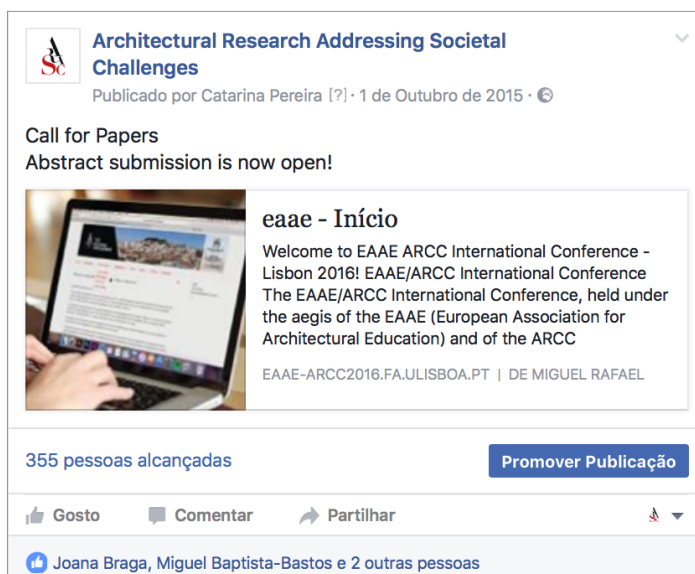 Architectural Research Addressing Societal
Challenges
Publicado por Catarina Pereira [?] · 1 de Outubro de 2015 ·
Call for Papers
Abstract submission is now open!
eaae - Início
Welcome to EAAE ARCC International Conference -
Lisbon 2016! EAAE/ARCC International Conference
The EAAE/ARCC International Conference, held under
the aegis of the EAAE (European Association for
Architectural Education) and of the ARCC
EAAE-ARCC2016.FA.ULISBOA.PT | DE MIGUEL RAFAEL
355 pessoas alcançadas
Promover Publicação
Gosto
Comentar
Partilhar
Joana Braga, Miguel Baptista-Bastos e 2 outras pessoas